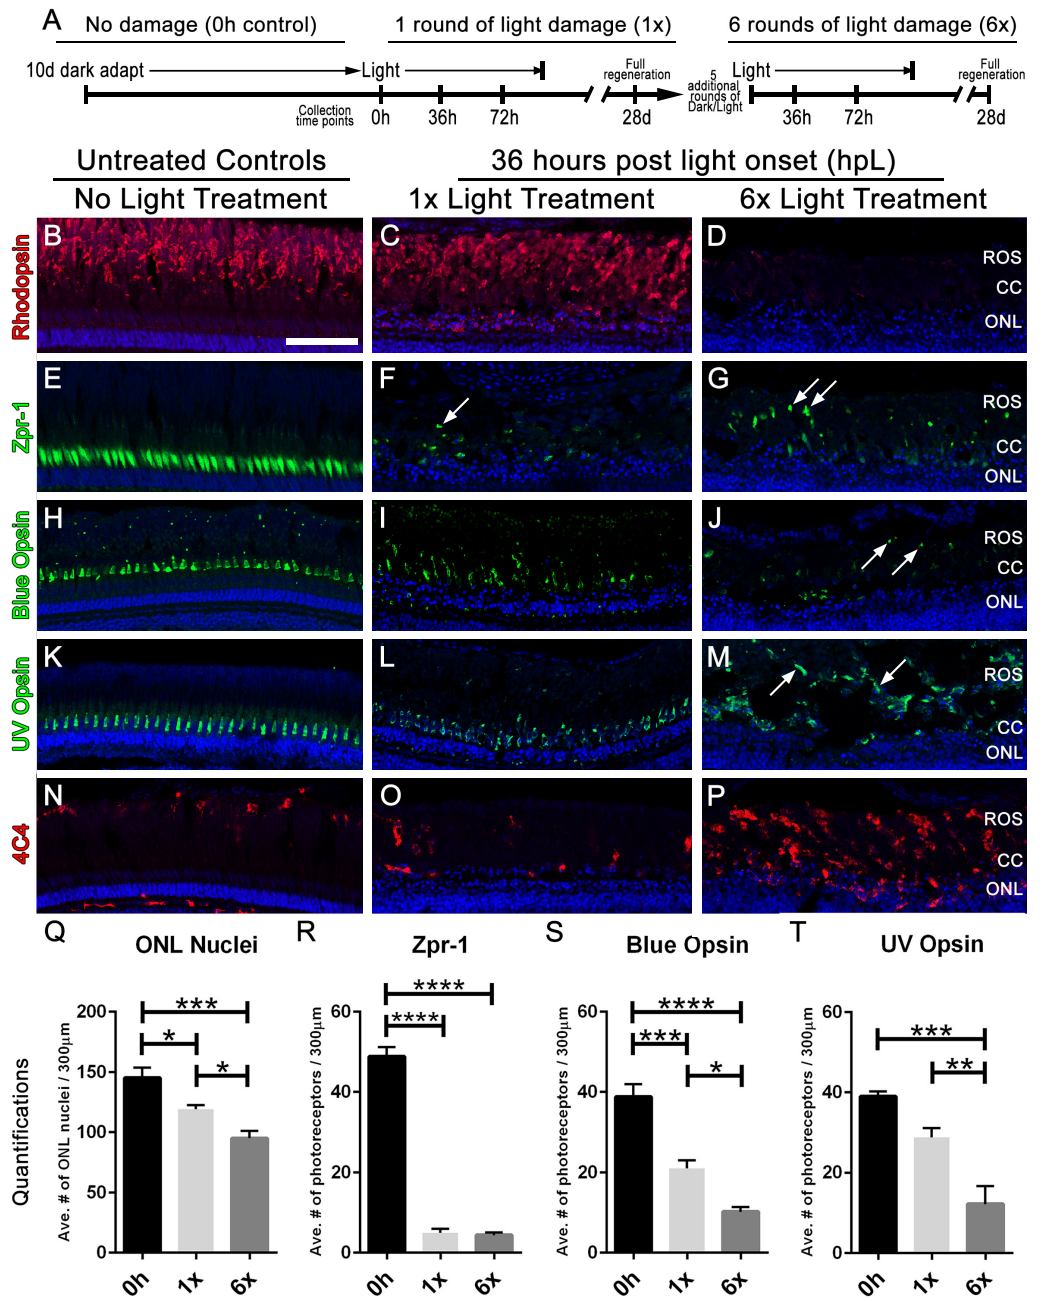 A
No damage (0h control)
1 round of light damage (1x)
6 rounds of light damage (6x)
10d dark adapt
Light
Full
regeneration
5
additional
rounds of
Dark/Light
Light
Full
regeneration
Collection
time points
0h
36h
72h
28d
36h
72h
28d
Untreated Controls
36 hours post light onset (hpL)
No Light Treatment
1x Light Treatment
6x Light Treatment
Rhodopsin
B
C
D
ROS
CC
ONL
Zpr-1
E
F
G
ROS
CC
ONL
Blue Opsin
H
I
J
ROS
CC
ONL
UV Opsin
K
L
M
ROS
CC
ONL
4C4
N
O
P
ROS
CC
ONL
Quantifications
Q
ONL Nuclei
Ave. # of ONL nuclei / 300µm
200
150
100
50
0
***
*
*
0h
1x
6x
R
Zpr-1
Ave. # of photoreceptors / 300µm
60
40
20
0
****
****
0h
1x
6x
S
Blue Opsin
Ave. # of photoreceptors / 300µm
60
40
20
0
****
***
*
0h
1x
6x
T
UV Opsin
Ave. # of photoreceptors / 300µm
60
40
20
0
***
**
0h
1x
6x